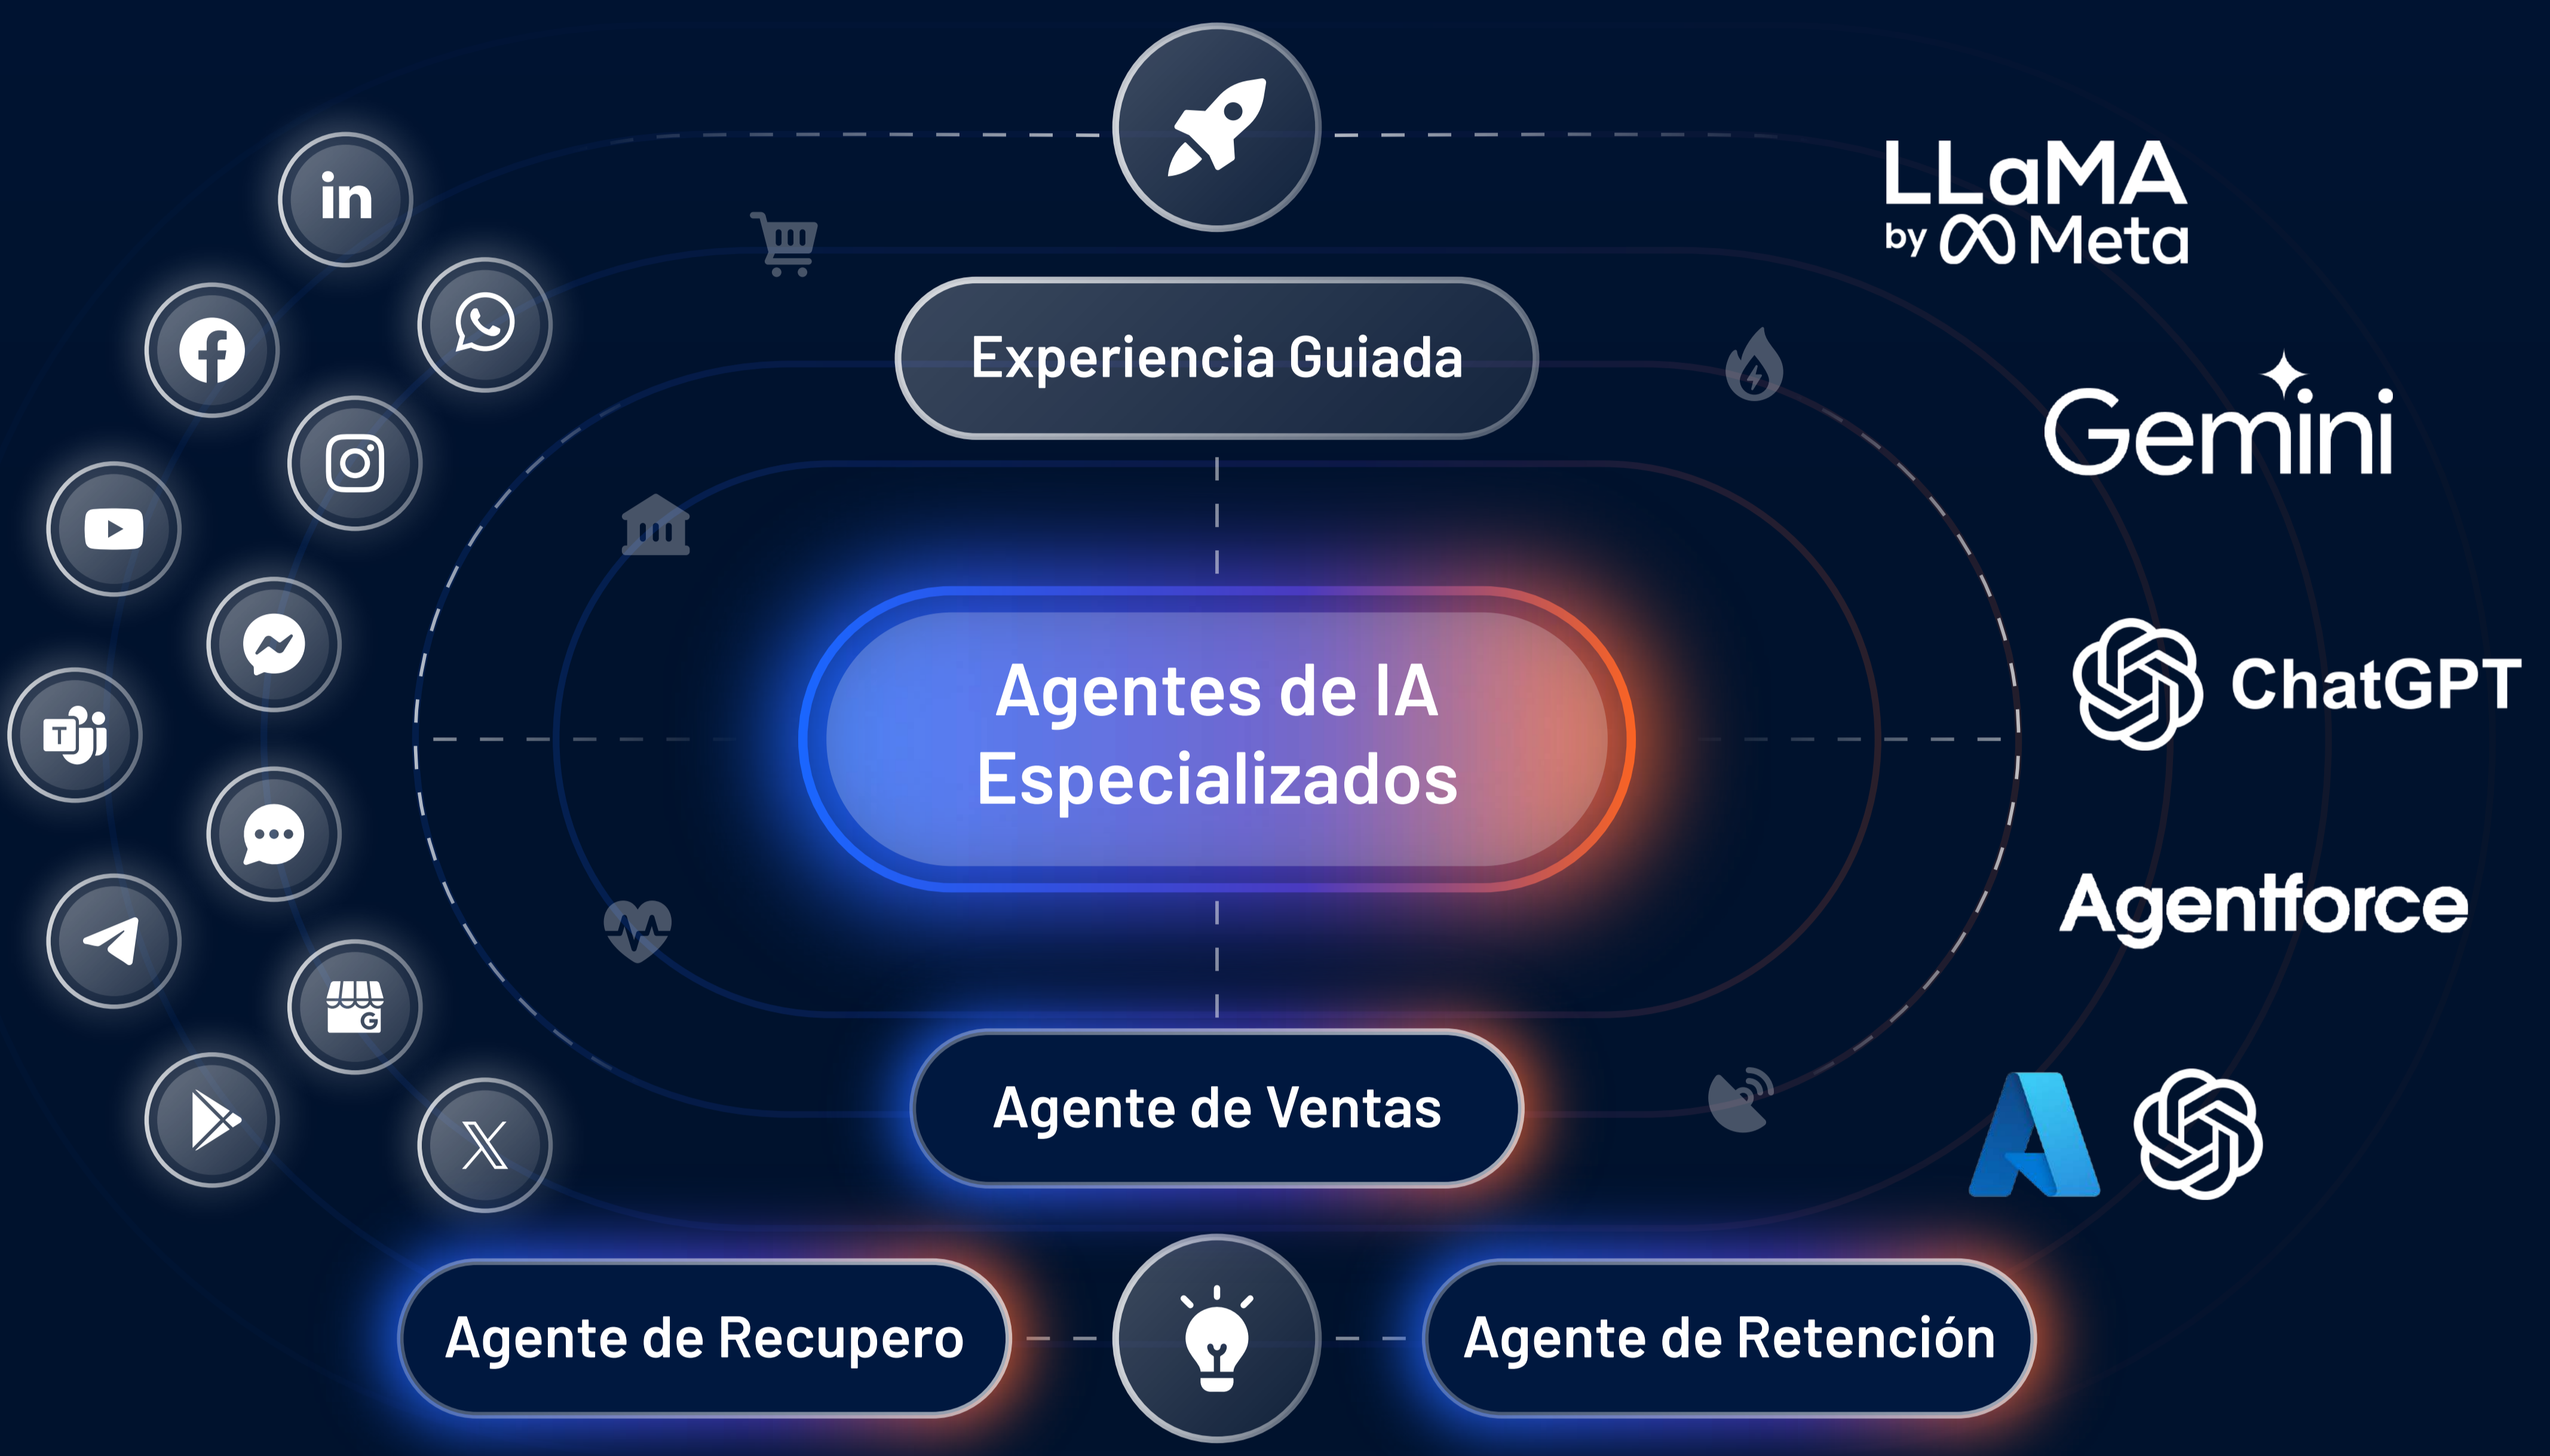 in
LLaMA
by Meta
Experiencia Guiada
Gemini
Agentes de IA
Especializados
ChatGPT
T
Agentforce
G
Agente de Ventas
X
Agente de Recupero
Agente de Retención